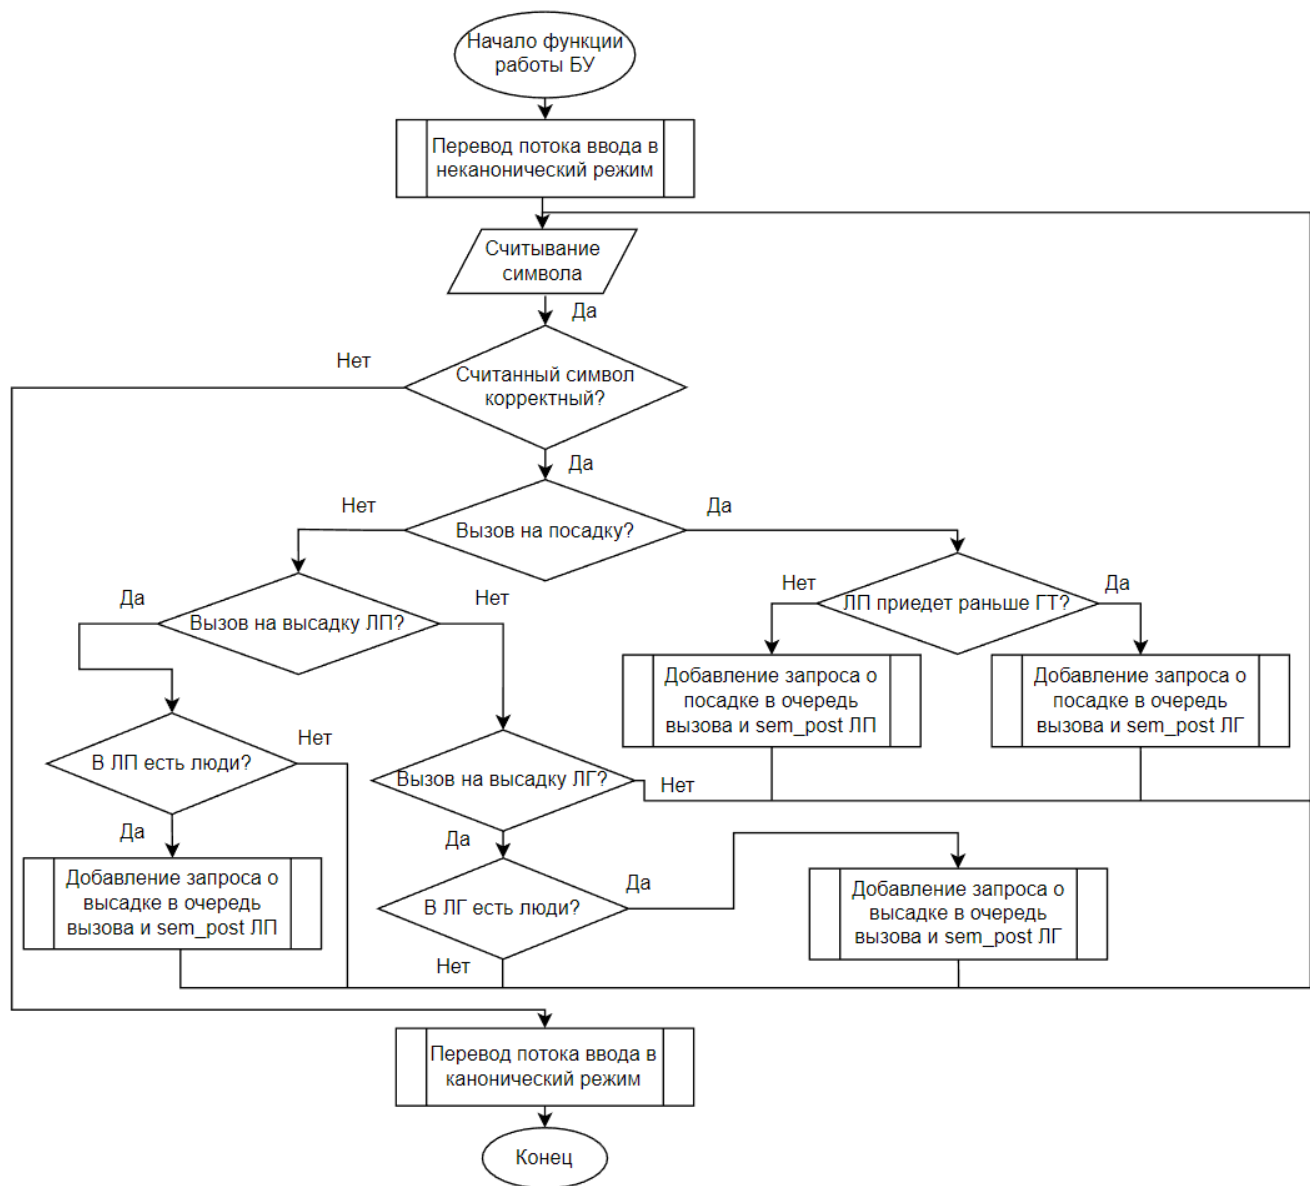 Начало функции
работы БУ
Перевод потока ввода в
неканонический режим
Считывание
символа
Да
Нет
Считанный символ
корректный?
Да
Нет
Вызов на посадку?
Да
Да
Вызов на высадку ЛП?
Нет
Нет
ЛП приедет раньше ГТ?
Да
Добавление запроса о
посадке в очередь
вызова и sem_post ЛП
Добавление запроса о
посадке в очередь
вызова и sem_post ЛГ
В ЛП есть люди?
Нет
Вызов на высадку ЛГ?
Нет
Да
Да
Добавление запроса о
высадке в очередь
вызова и sem_post ЛП
В ЛГ есть люди?
Да
Нет
Добавление запроса о
высадке в очередь
вызова и sem_post ЛГ
Перевод потока ввода в
канонический режим
Конец